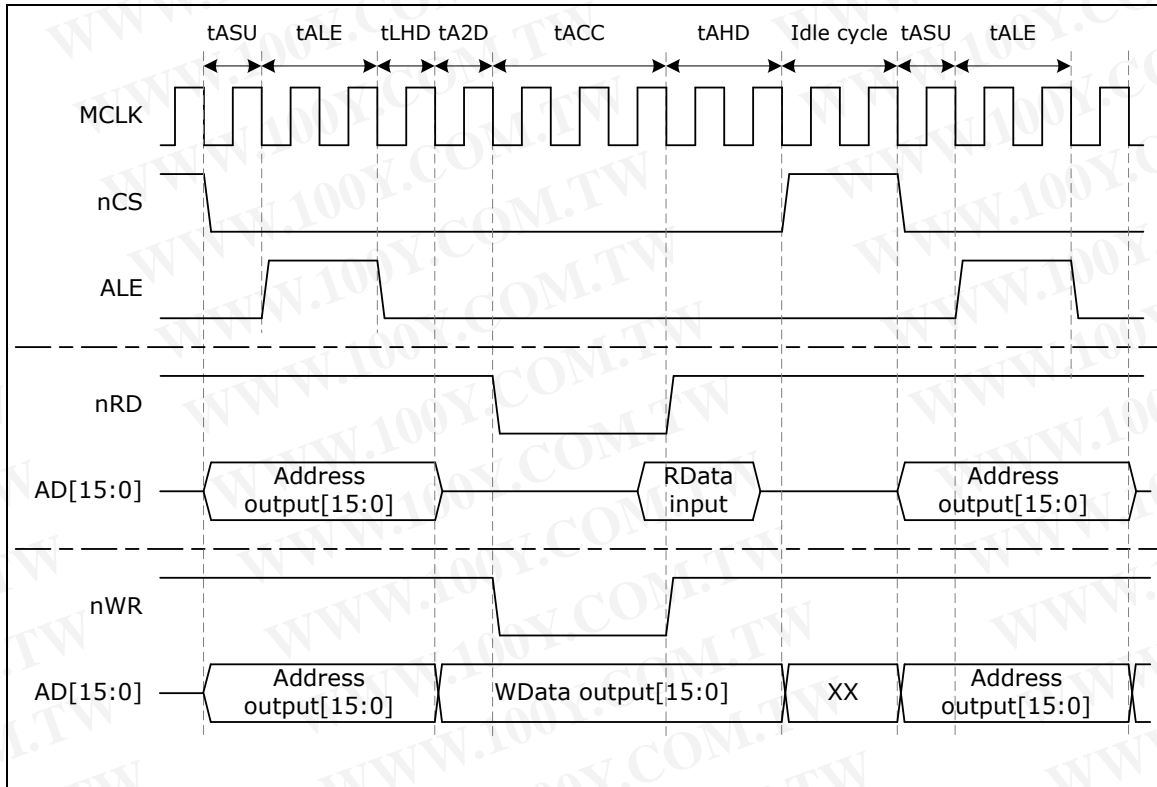 tASU tALE tLHD tA2D tACC tAHD Idle cycle tASU tALE
MCLK
nCS
ALE
nRD
AD[15:0] Address output[15:0] RData input Address output[15:0]
nWR
AD[15:0] Address output[15:0] WData output[15:0] XX Address output[15:0]
WWW.100Y.COM.TW